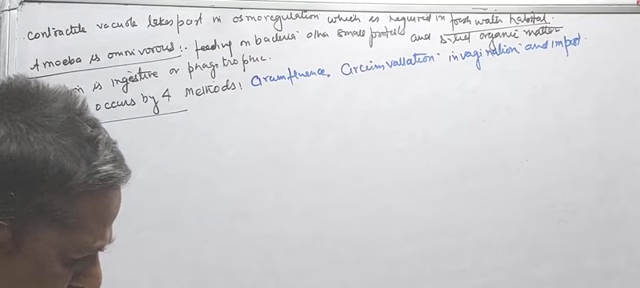 contractile vacuole takes part in osmoregulation which is required in fresh water habitat.
Amoeba is omnivorous :- feeding on bacteria other small protists and organic matter
is ingestive or phagotrophic.
occurs by 4 methods: Circumfluence, Circumvallation invagination and import.